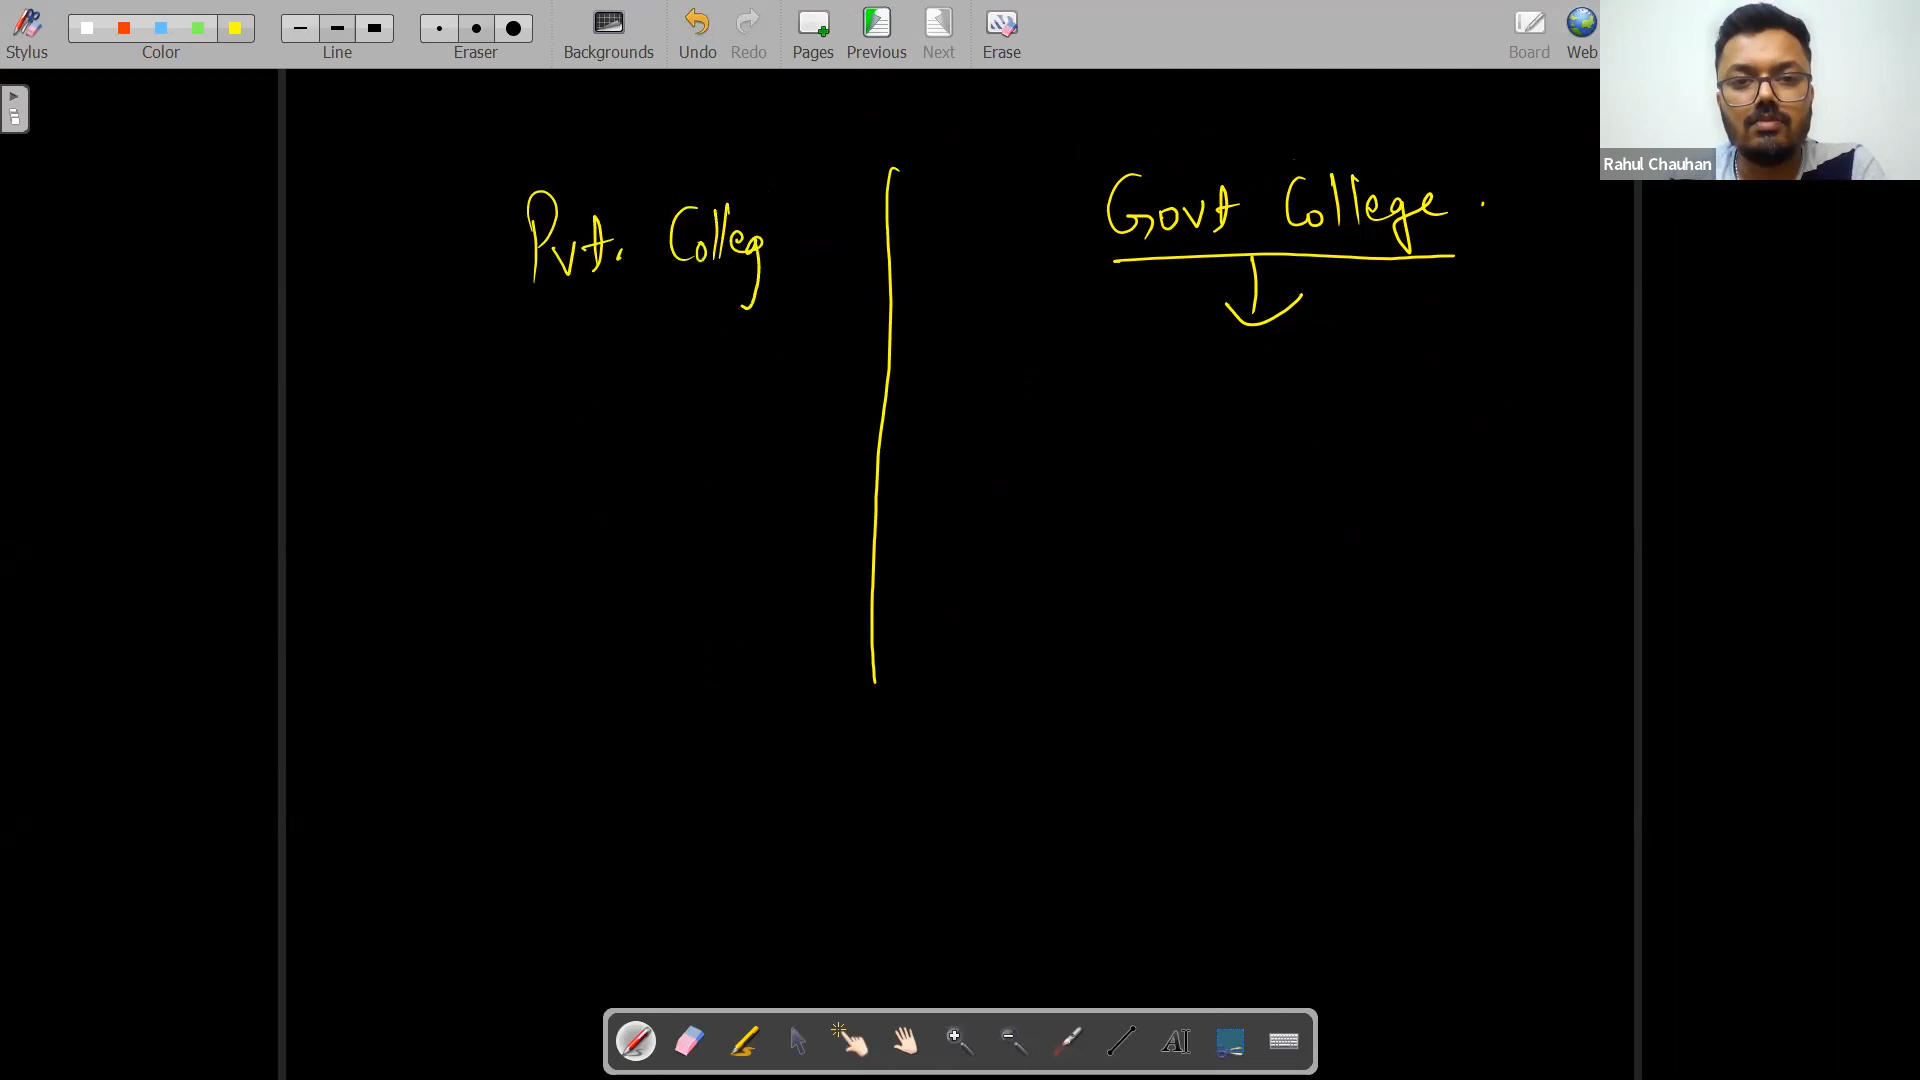 Stylus
Color
Line
Eraser
Backgrounds
Undo
Redo
Pages
Previous
Next
Erase
Board
Web
Rahul Chauhan
Pvt. Colleg
Govt College .
AI